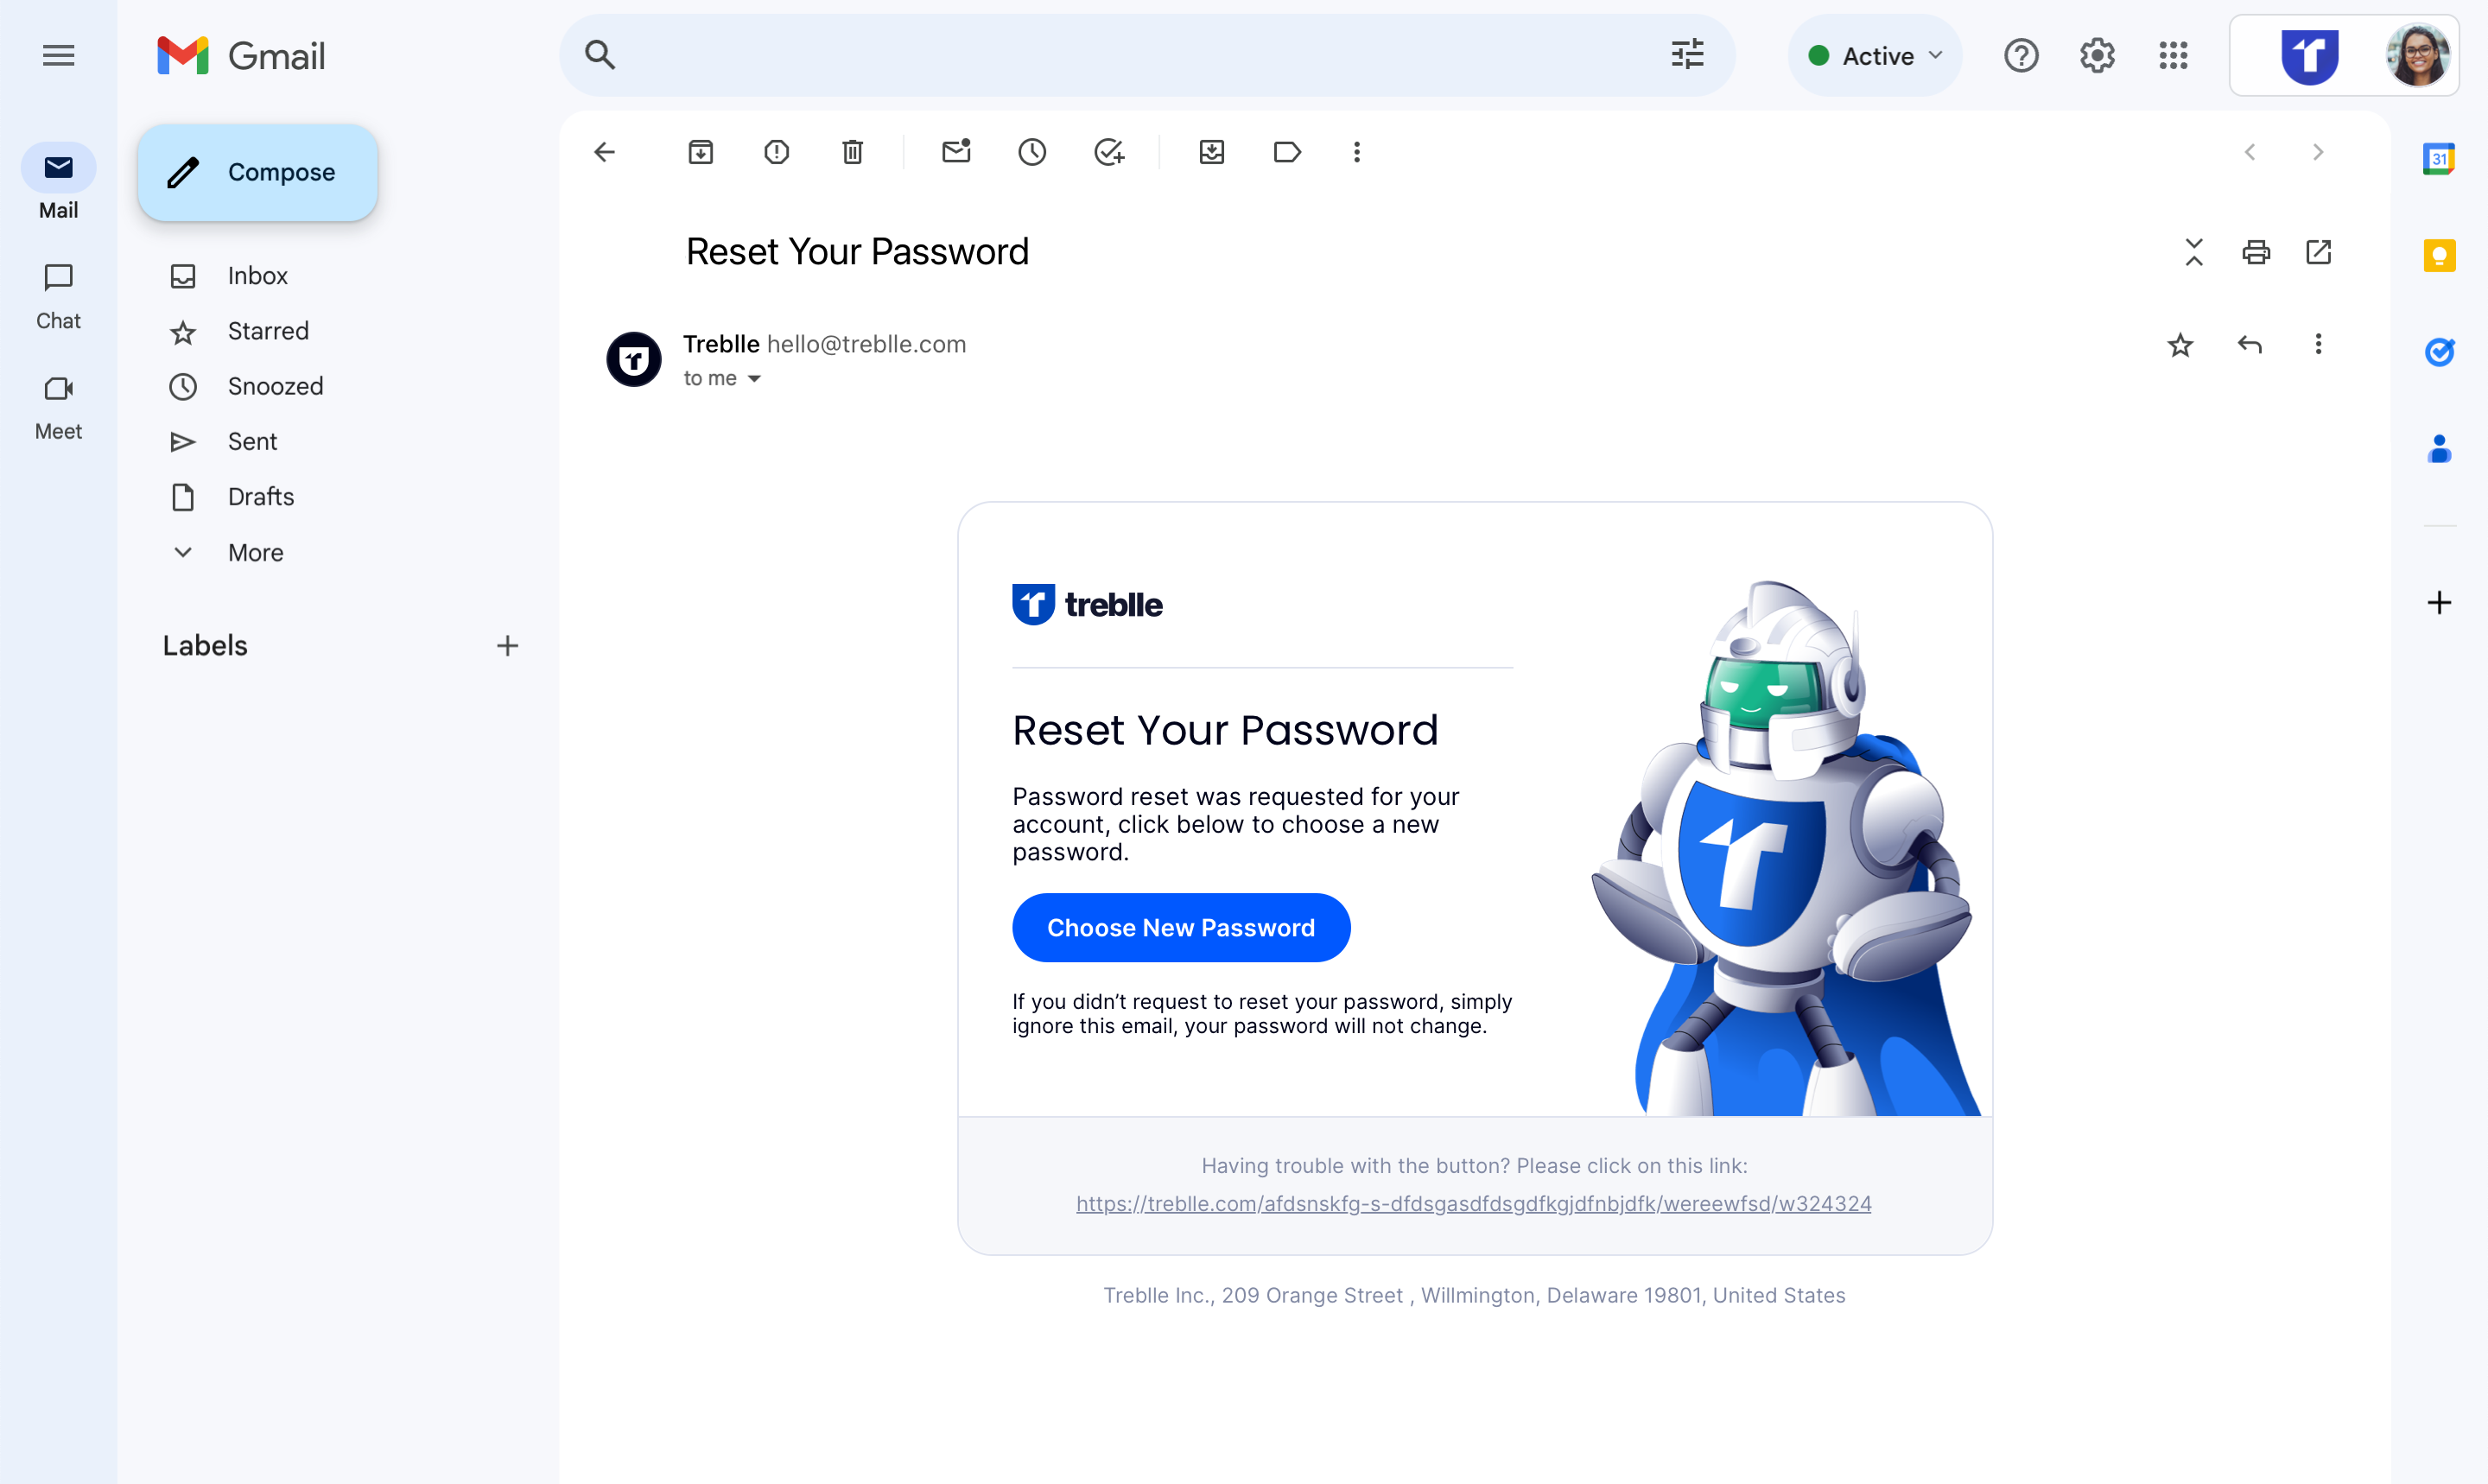 Gmail
Active
Mail
Compose
Chat
Meet
Inbox
Starred
Snoozed
Sent
Drafts
More
Labels
Reset Your Password
Treblle hello@treblle.com
to me
31
treblle
Reset Your Password
Password reset was requested for your
account, click below to choose a new
password.
Choose New Password
If you didn’t request to reset your password, simply
ignore this email, your password will not change.
Having trouble with the button? Please click on this link:
https://treblle.com/afdsnskfg-s-dfdsgasdfdsgdfkgjdfnbjdfk/wereewfsd/w324324
Treblle Inc., 209 Orange Street , Willmington, Delaware 19801, United States